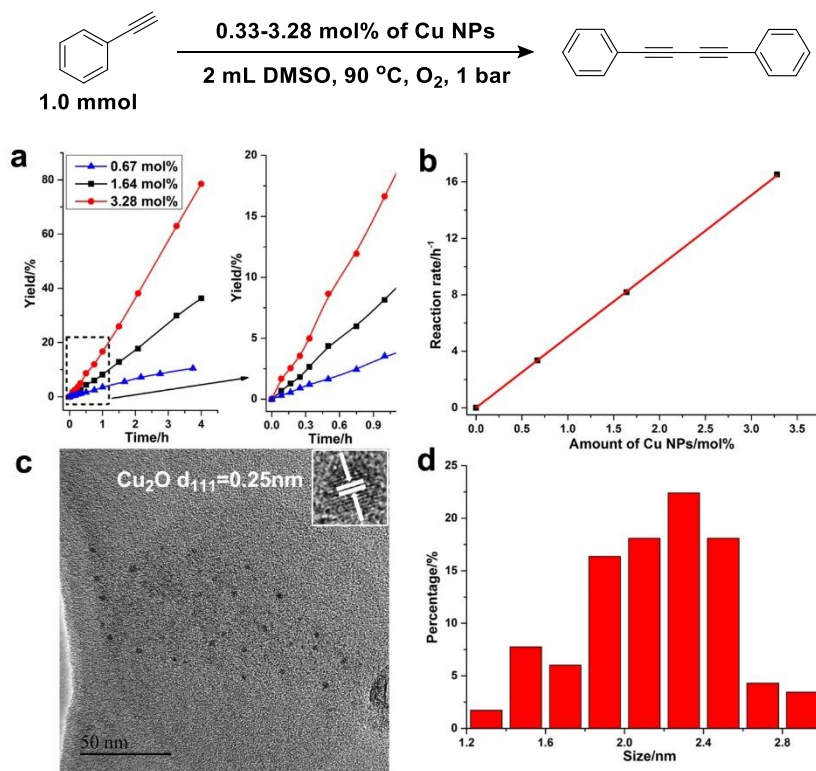 0.33-3.28 mol% of Cu NPs
2 mL DMSO, 90 °C, O₂, 1 bar
1.0 mmol
a
0.67 mol%
1.64 mol%
3.28 mol%
80
60
40
20
0
Yield/%
0 1 2 3 4
Time/h
20
15
10
5
0
Yield/%
0.0 0.3 0.6 0.9
Time/h
b
16
12
8
4
0
Reaction rate/h⁻¹
0.0 0.5 1.0 1.5 2.0 2.5 3.0 3.5
Amount of Cu NPs/mol%
c
Cu₂O d₁₁₁=0.25nm
50 nm
d
25
20
15
10
5
0
Percentage/%
1.2 1.6 2.0 2.4 2.8
Size/nm